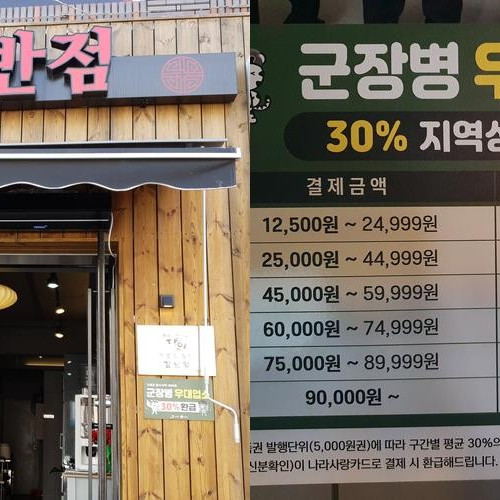 반점
군장병 우대업소
30%환급
군장병 우
30% 지역상
결제금액
12,500원 ~ 24,999원
25,000원 ~ 44,999원
45,000원 ~ 59,999원
60,000원 ~ 74,999원
75,000원 ~ 89,999원
90,000원 ~
권 발행단위(5,000원권)에 따라 구간별 평균 30%의
신분확인)이 나라사랑카드로 결제 시 환급해드립니다.